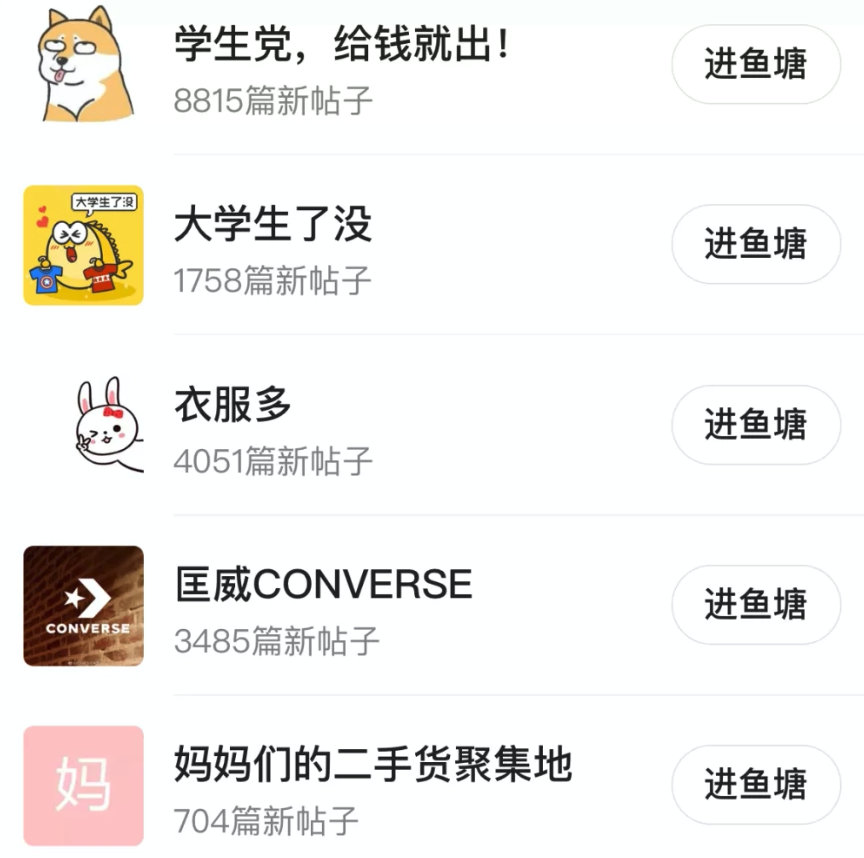 学生党，给钱就出！
8815篇新帖子
进鱼塘
大学生了没
大学生了没
1758篇新帖子
进鱼塘
衣服多
4051篇新帖子
进鱼塘
CONVERSE
匡威CONVERSE
3485篇新帖子
进鱼塘
妈
妈妈们的二手货聚集地
704篇新帖子
进鱼塘